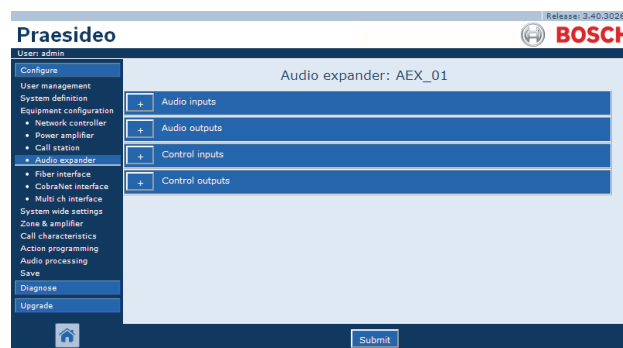 Release: 3.40.3026
Praesideo
BOSCH
User: admin
Configure
User management
System definition
Equipment configuration
• Network controller
• Power amplifier
• Call station
• Audio expander
• Fiber interface
• CobraNet interface
• Multi ch interface
System wide settings
Zone & amplifier
Call characteristics
Action programming
Audio processing
Save
Diagnose
Upgrade
Audio expander: AEX_01
+ Audio inputs
+ Audio outputs
+ Control inputs
+ Control outputs
Submit